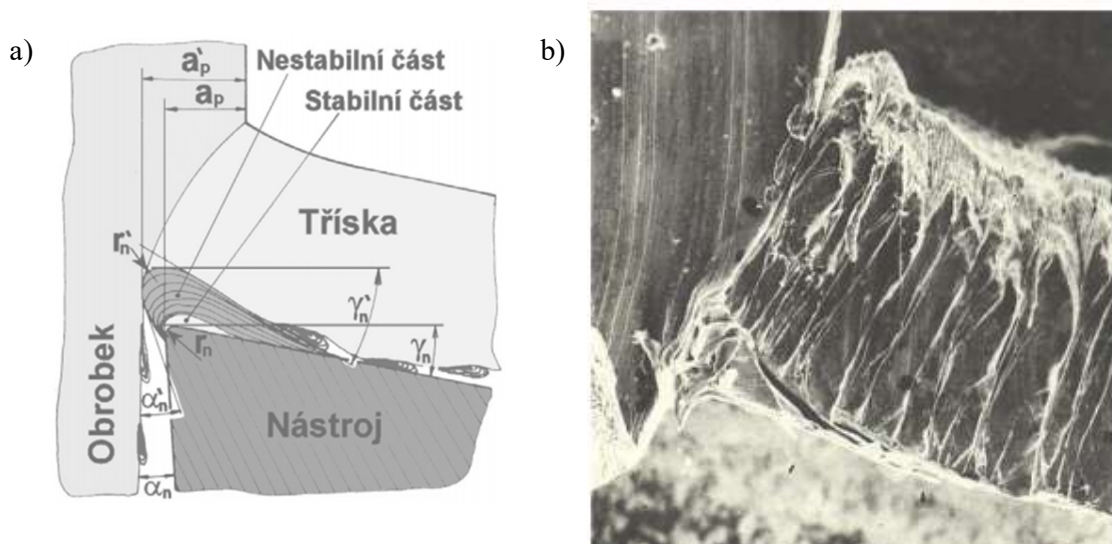 a)
b)
a`p
ap
Nestabilní část
Stabilní část
Tříska
r`n
γ`n
rn
γn
Obrobek
α`n
Nástroj
αn